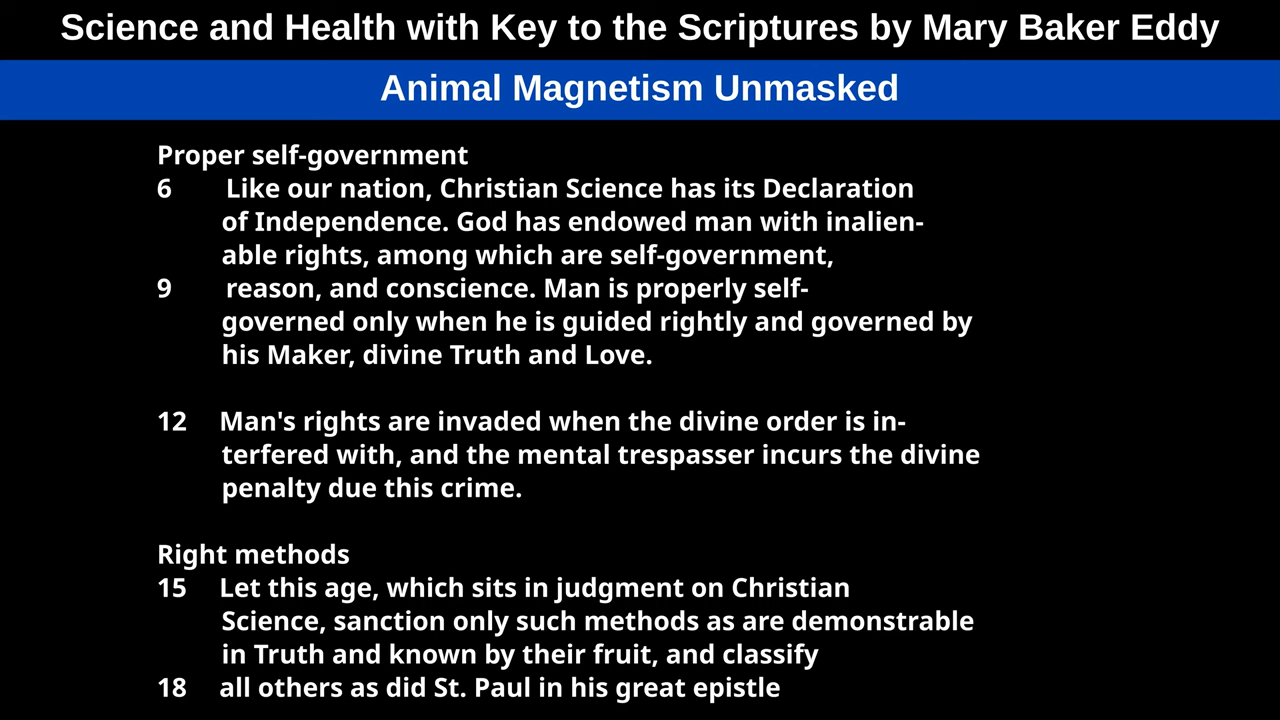 Science and Health with Key to the Scriptures by Mary Baker Eddy
Animal Magnetism Unmasked
Proper self-government
6 Like our nation, Christian Science has its Declaration
of Independence. God has endowed man with inalien-
able rights, among which are self-government,
9 reason, and conscience. Man is properly self-
governed only when he is guided rightly and governed by
his Maker, divine Truth and Love.
12 Man's rights are invaded when the divine order is in-
terfered with, and the mental trespasser incurs the divine
penalty due this crime.
Right methods
15 Let this age, which sits in judgment on Christian
Science, sanction only such methods as are demonstrable
in Truth and known by their fruit, and classify
18 all others as did St. Paul in his great epistle